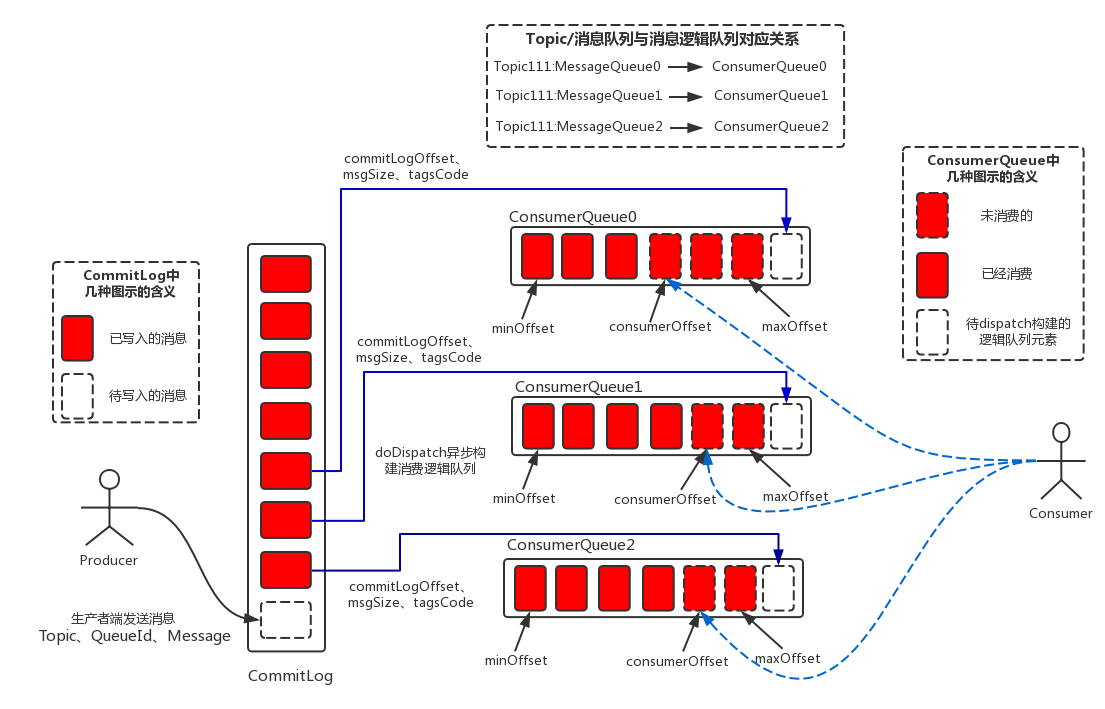 Topic/消息队列与消息逻辑队列对应关系
Topic111:MessageQueue0 ConsumerQueue0
Topic111:MessageQueue1 ConsumerQueue1
Topic111:MessageQueue2 ConsumerQueue2
ConsumerQueue中
几种图示的含义
未消费的
已经消费
待dispatch构建的
逻辑队列元素
commitLogOffset、
msgSize、tagsCode
ConsumerQueue0
minOffset
consumerOffset
maxOffset
CommitLog中
几种图示的含义
已写入的消息
待写入的消息
commitLogOffset、
msgSize、tagsCode
ConsumerQueue1
minOffset
consumerOffset
maxOffset
doDispatch异步构
建消费逻辑队列
Consumer
Producer
ConsumerQueue2
commitLogOffset、
msgSize、tagsCode
minOffset
consumerOffset
maxOffset
生产者端发送消息
Topic、QueueId、Message
CommitLog